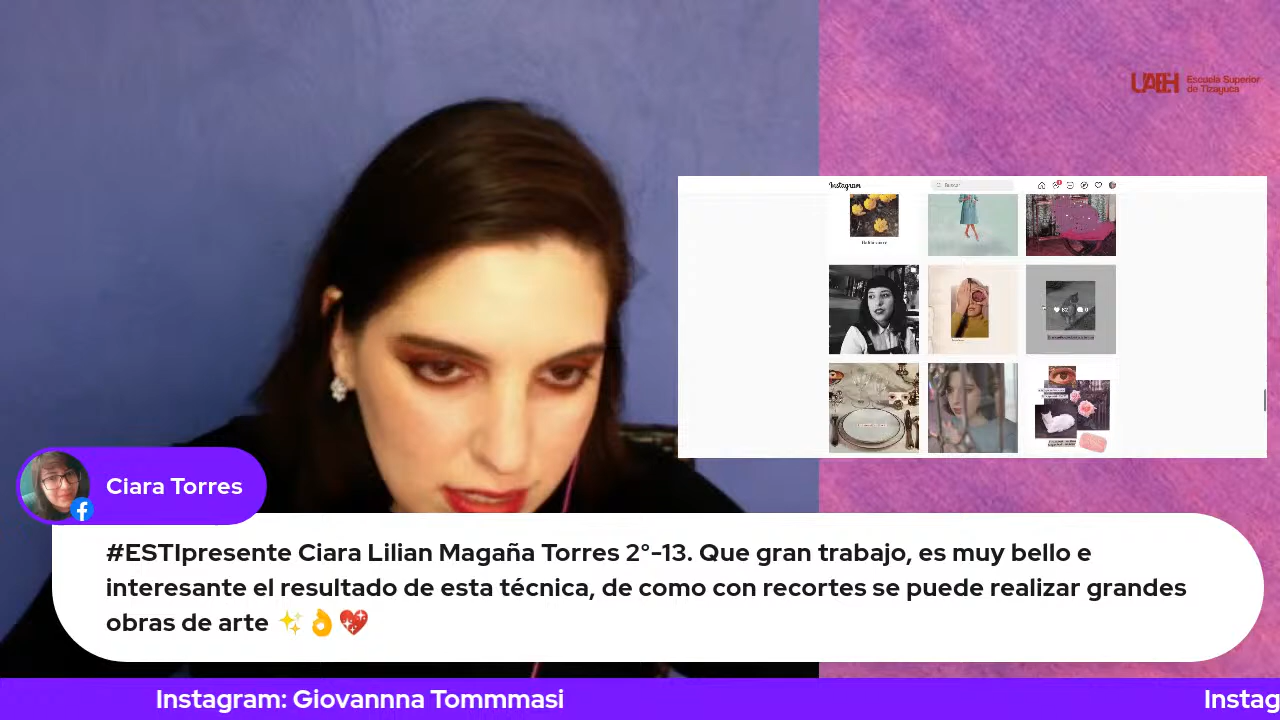 UAEH
Escuela Superior
de Tizayuca
Instagram
Buscar
Ciara Torres
#ESTIpresente Ciara Lilian Magaña Torres 2°-13. Que gran trabajo, es muy bello e
interesante el resultado de esta técnica, de como con recortes se puede realizar grandes
obras de arte ✨👌💖
Instagram: Giovannna Tommmasi
Instag